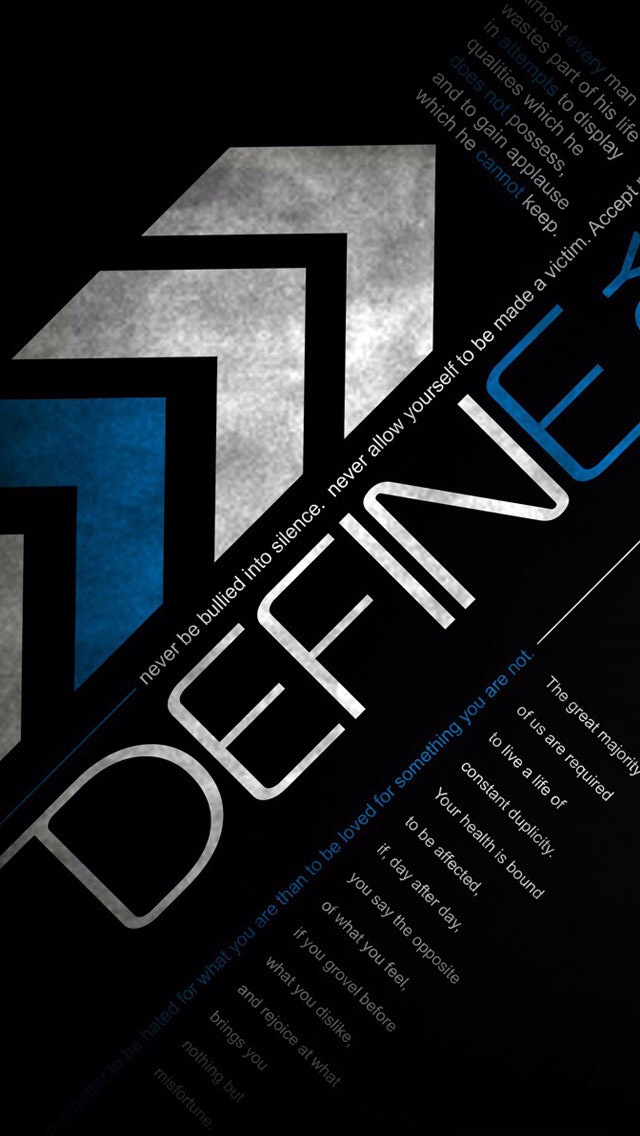 almost every man
wastes part of his life
in attempts to display
qualities which he
does not possess,
and to gain applause
which he cannot keep.
never be bullied into silence. never allow yourself to be made a victim. Accept
DEFINE Y
it is better to be hated for what you are than to be loved for something you are not.
The great majority
of us are required
to live a life of
constant duplicity.
Your health is bound
to be affected,
if, day after day,
you say the opposite
of what you feel,
if you grovel before
what you dislike,
and rejoice at what
brings you
nothing but
misfortune.